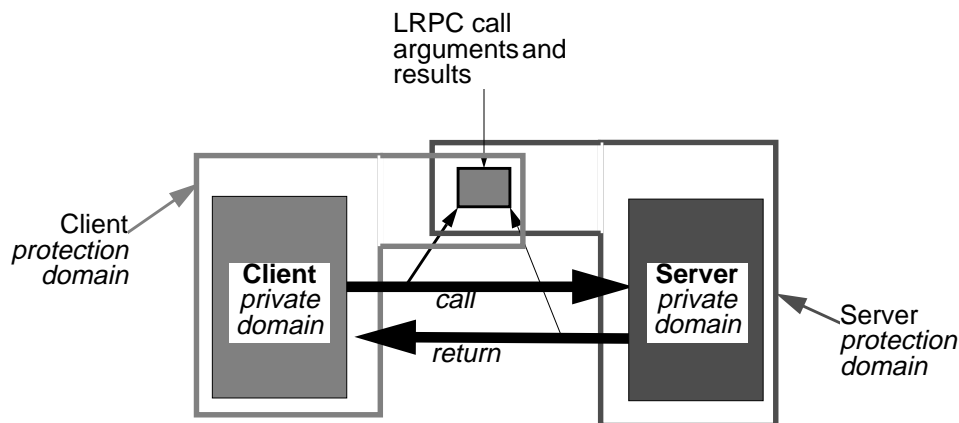 LRPC call
arguments and
results
Client
protection
domain
Client
private
domain
call
return
Server
private
domain
Server
protection
domain